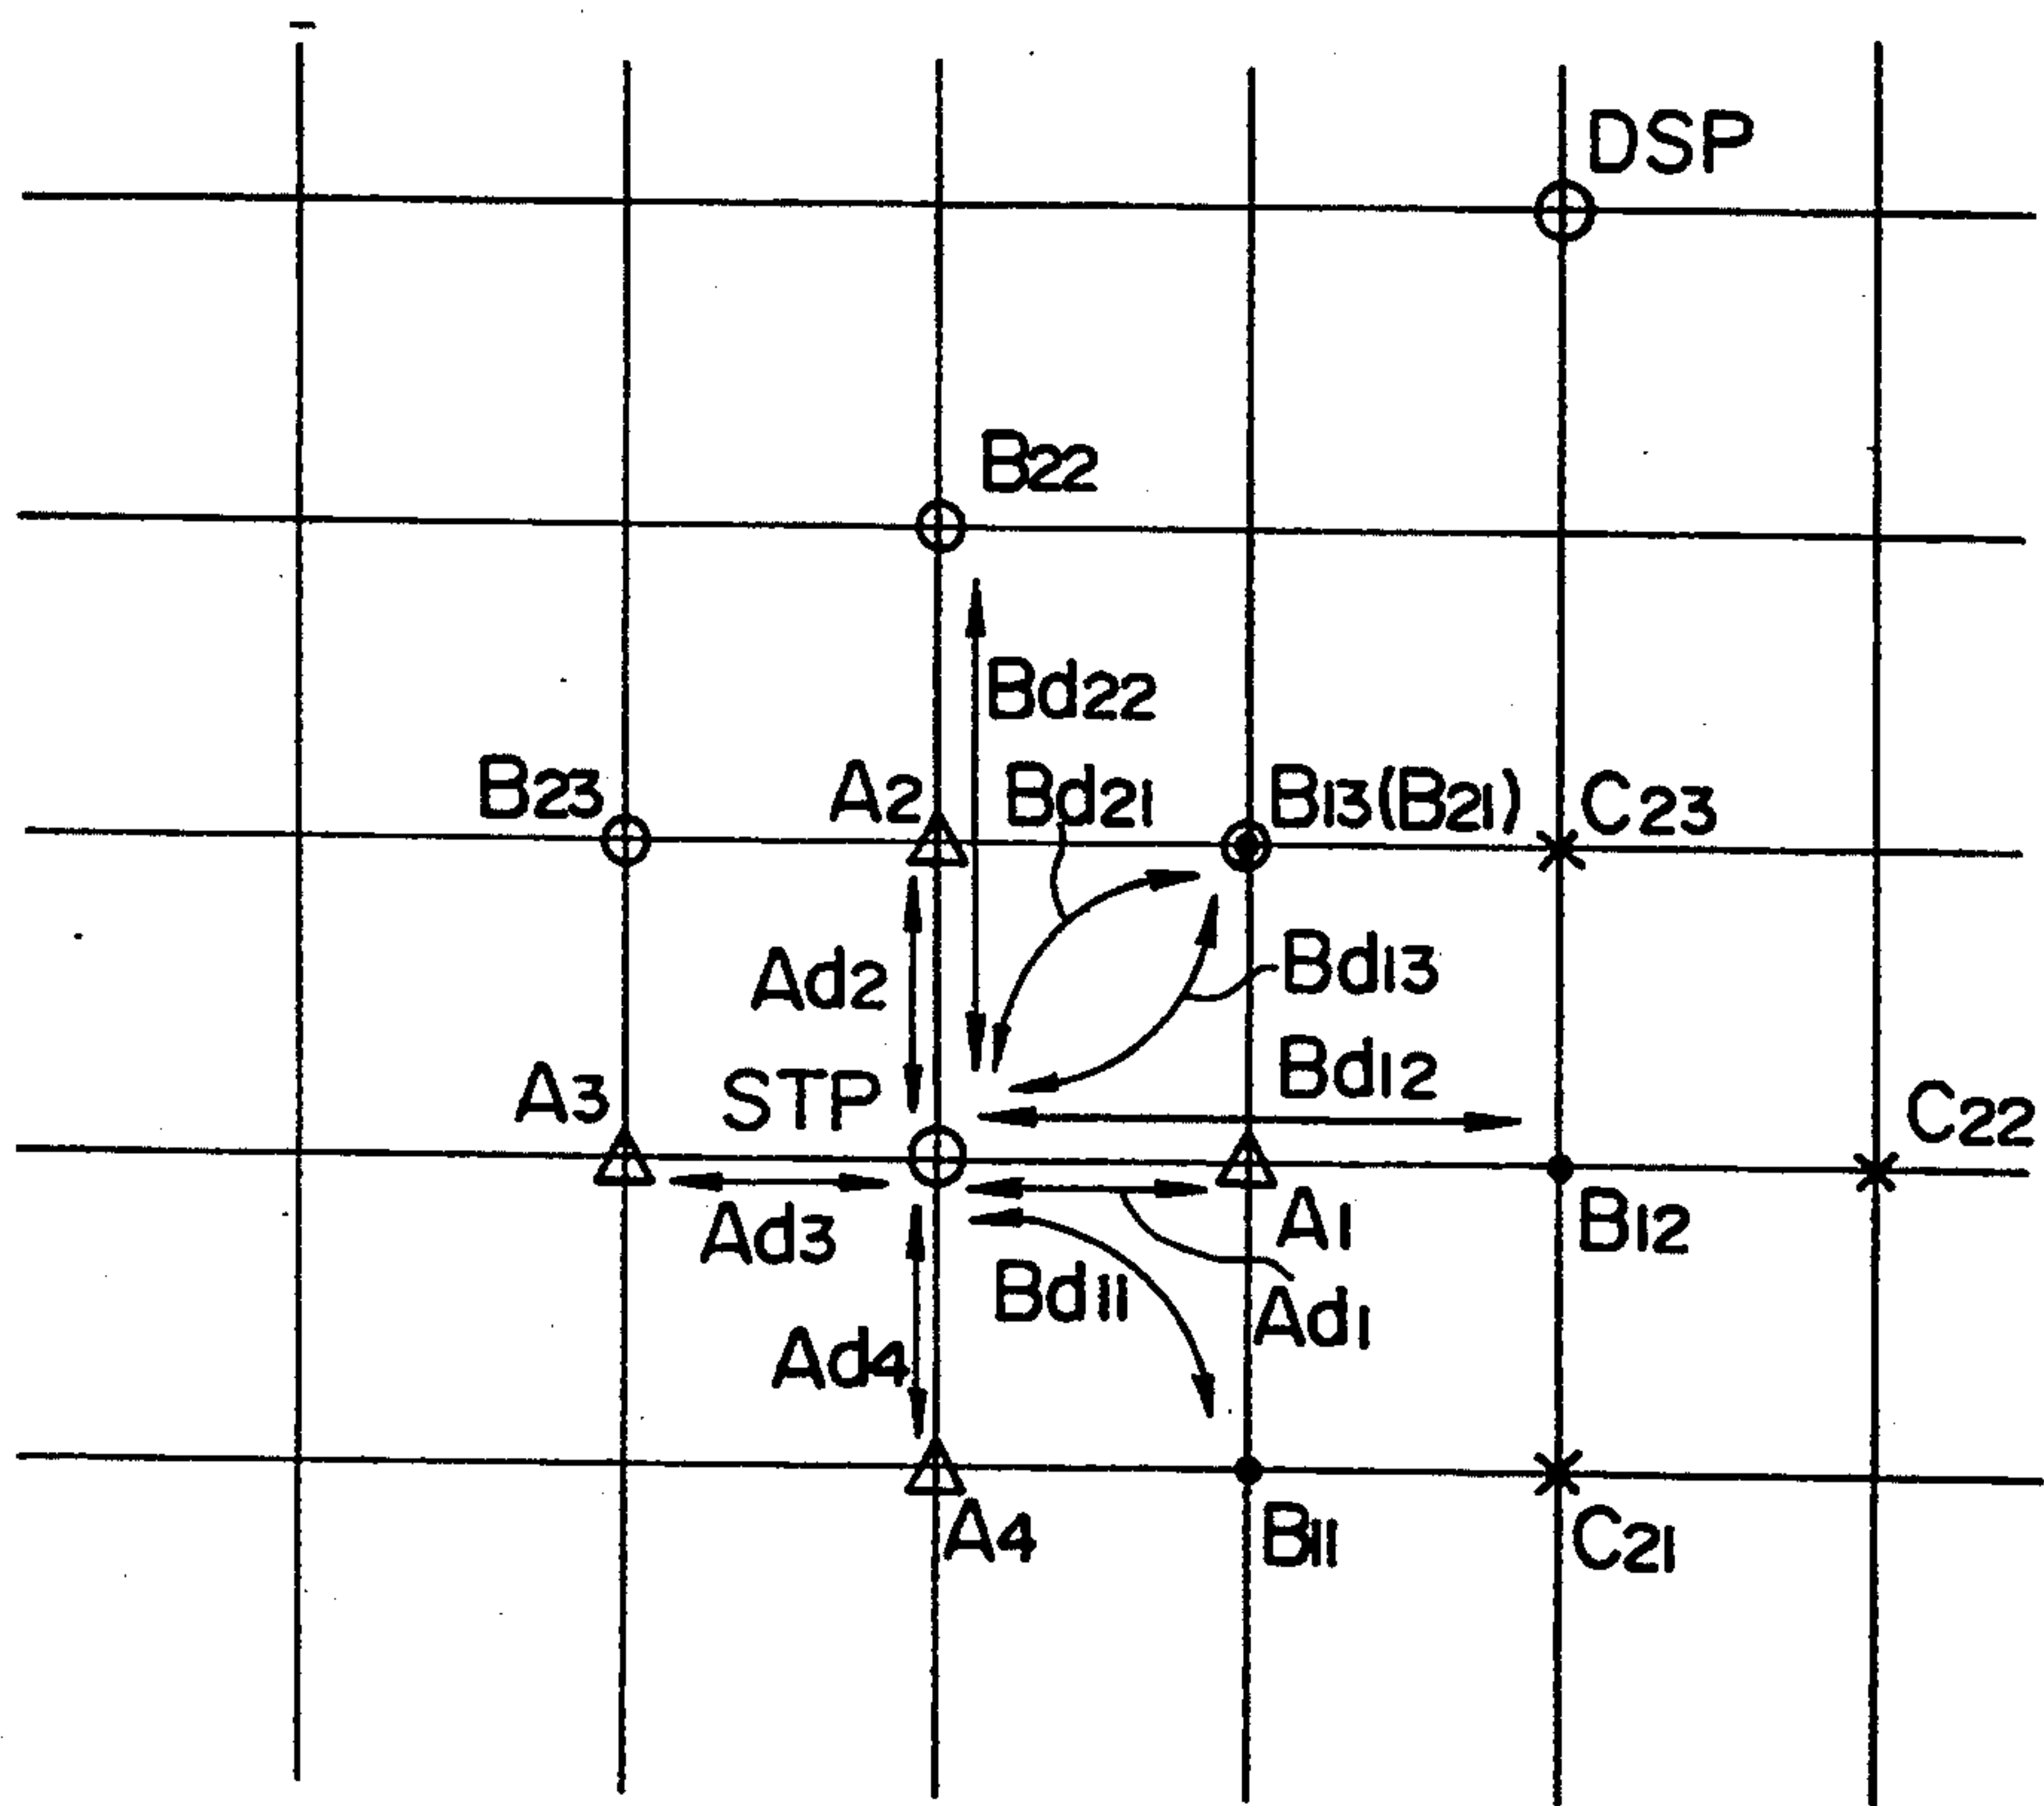 DSP
B22
Bd22
B23 A2 Bd21 B13(B21) C23
Ad2 Bd13
A3 STP Bd12 C22
Ad3 A1 B12
Bd11 Ad1
Ad4
A4 B11 C21